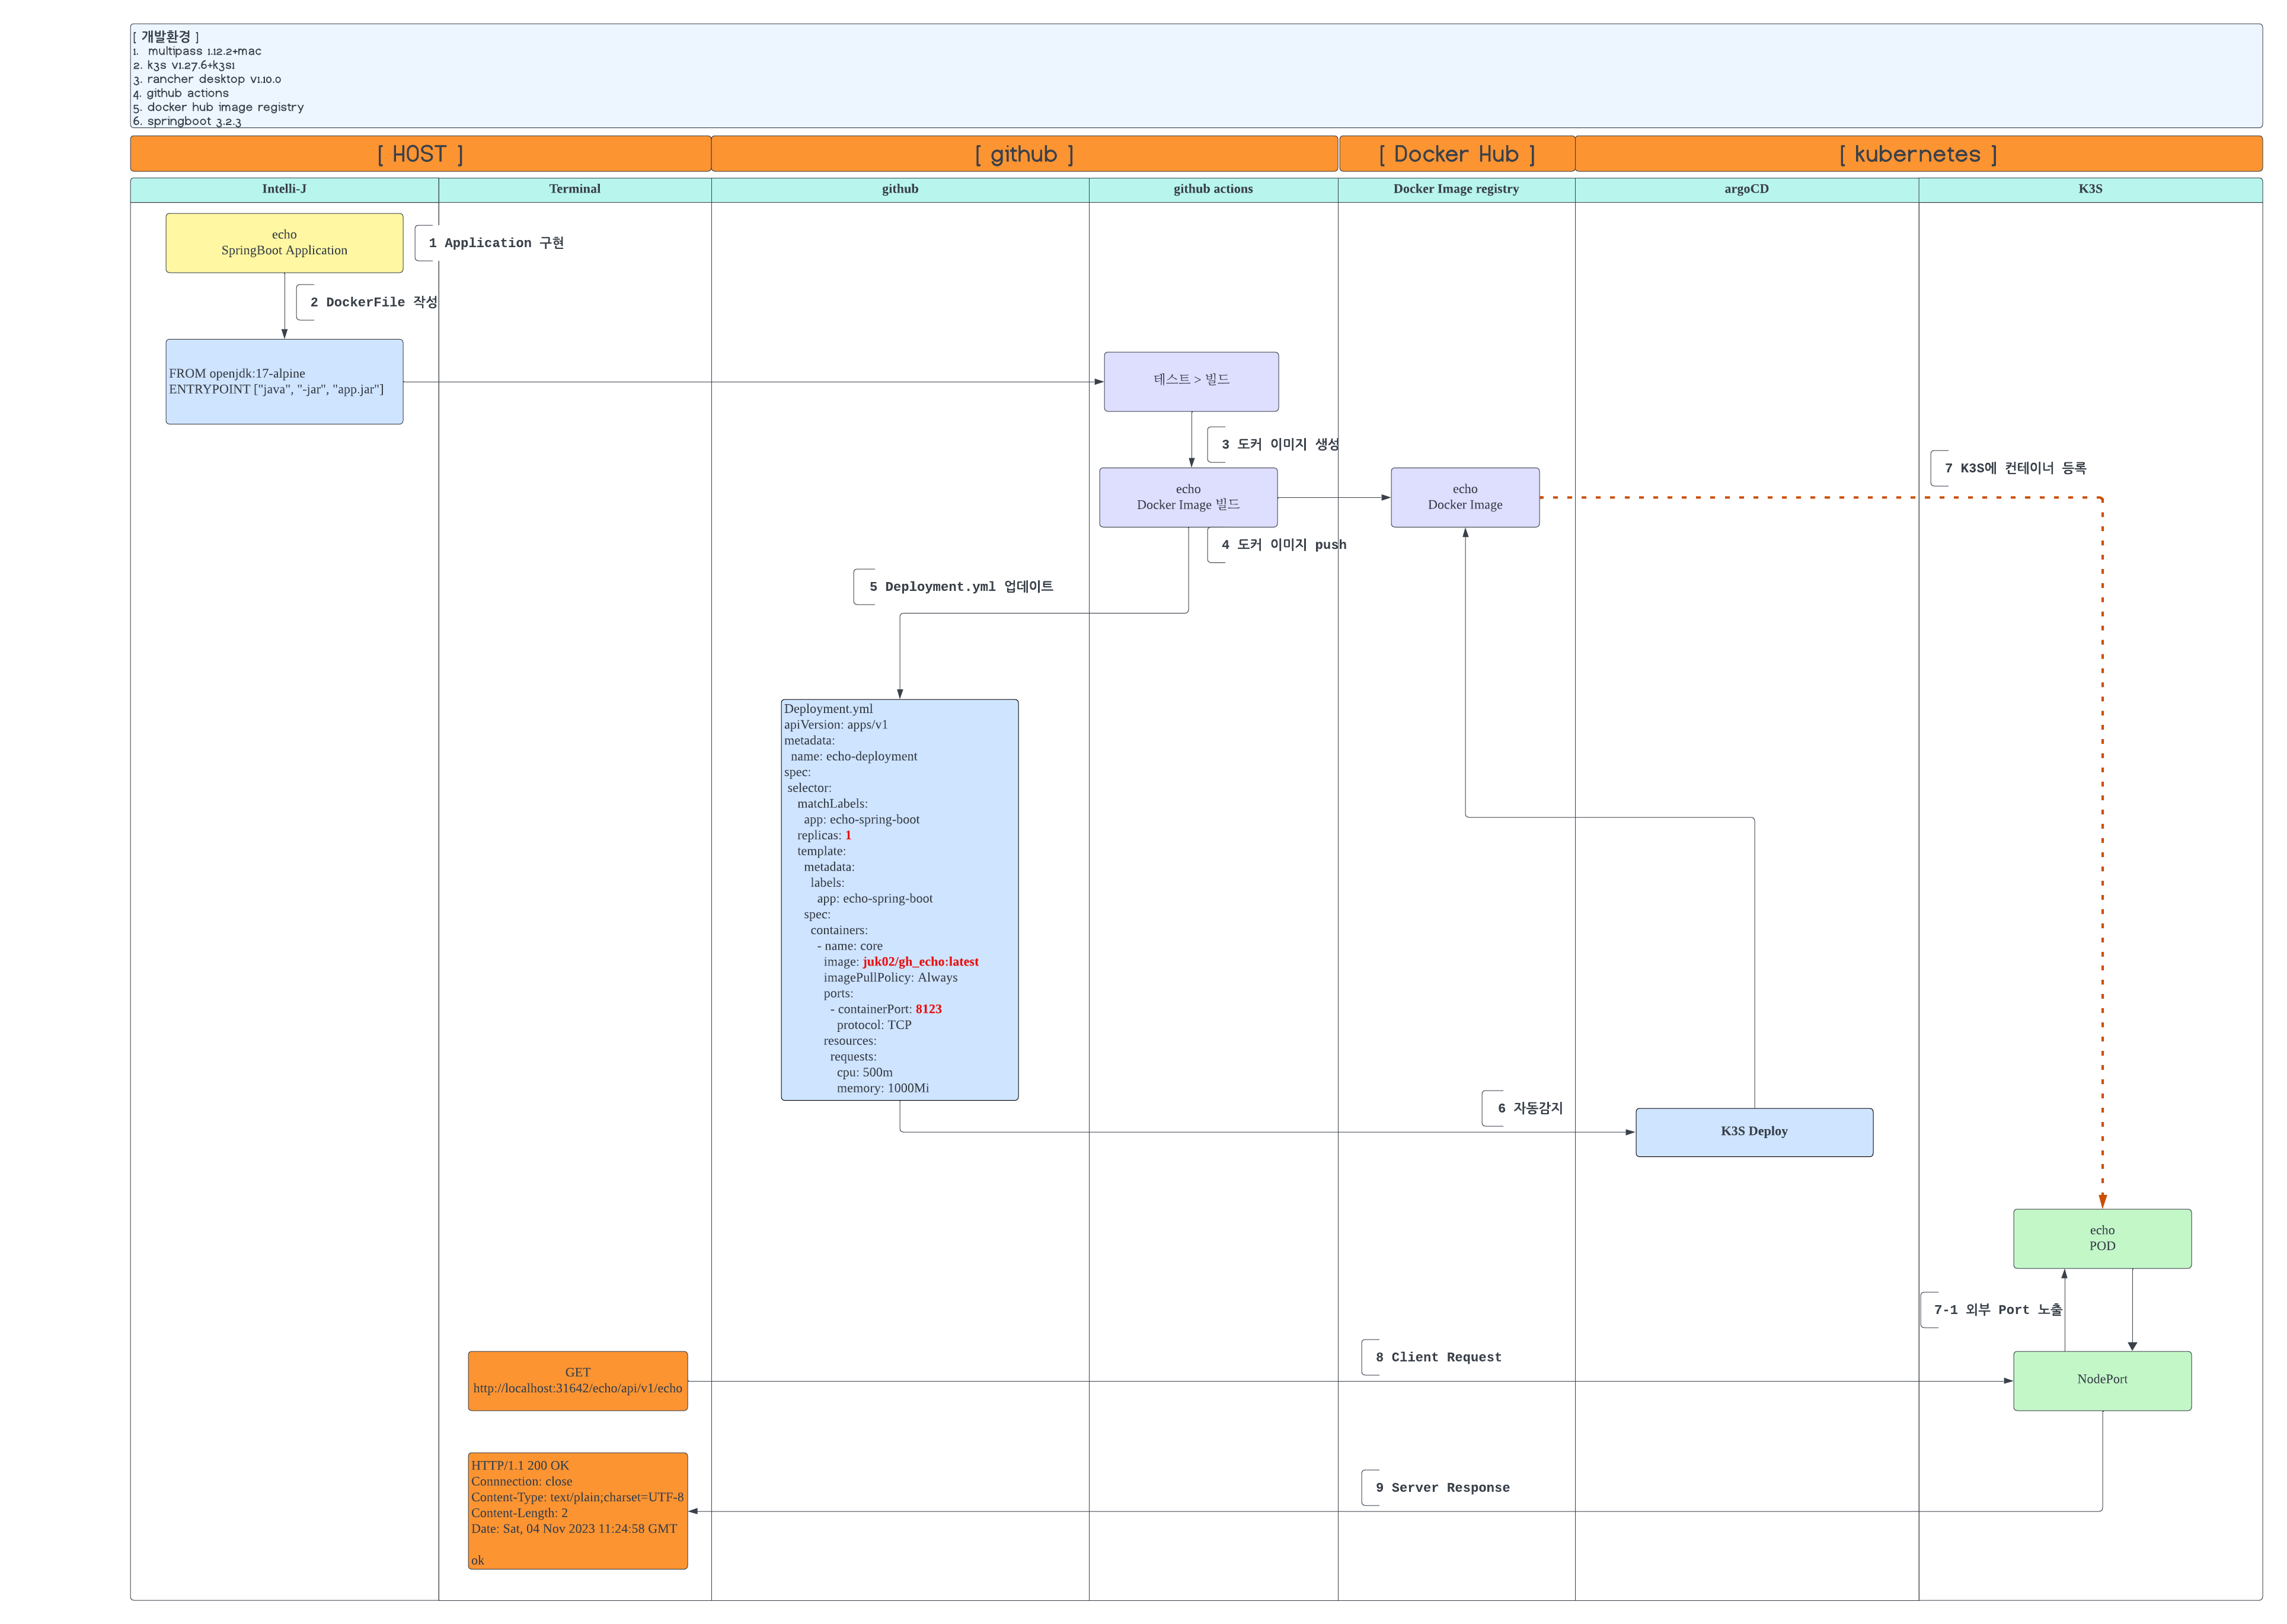 [ 개발환경 ]
1. multipass 1.12.2+mac
2. k3s v1.27.6+k3s1
3. rancher desktop v1.10.0
4. github actions
5. docker hub image registry
6. springboot 3.2.3
[ HOST ]
[ github ]
[ Docker Hub ]
[ kubernetes ]
Intelli-J
Terminal
github
github actions
Docker Image registry
argoCD
K3S
echo
SpringBoot Application
1 Application 구현
2 DockerFile 작성
FROM openjdk:17-alpine
ENTRYPOINT ["java", "-jar", "app.jar"]
테스트 > 빌드
3 도커 이미지 생성
echo
Docker Image 빌드
echo
Docker Image
7 K3S에 컨테이너 등록
4 도커 이미지 push
5 Deployment.yml 업데이트
Deployment.yml
apiVersion: apps/v1
metadata:
name: echo-deployment
spec:
selector:
matchLabels:
app: echo-spring-boot
replicas: 1
template:
metadata:
labels:
app: echo-spring-boot
spec:
containers:
- name: core
image: juk02/gh_echo:latest
imagePullPolicy: Always
ports:
- containerPort: 8123
protocol: TCP
resources:
requests:
cpu: 500m
memory: 1000Mi
6 자동감지
K3S Deploy
echo
POD
7-1 외부 Port 노출
GET
http://localhost:31642/echo/api/v1/echo
8 Client Request
NodePort
HTTP/1.1 200 OK
Connnection: close
Content-Type: text/plain;charset=UTF-8
Content-Length: 2
Date: Sat, 04 Nov 2023 11:24:58 GMT
ok
9 Server Response